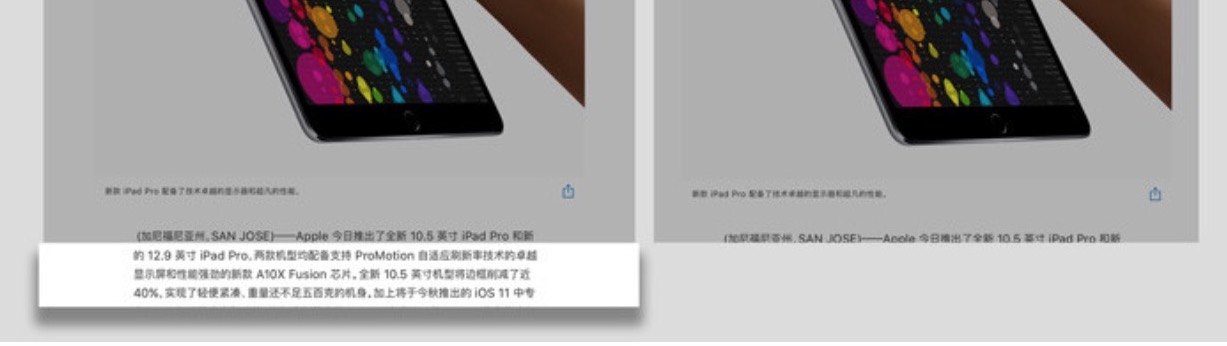 新款 iPad Pro 配备了技术卓越的显示器和超凡的性能。
(加尼福尼亚州, SAN JOSE)——Apple 今日推出了全新 10.5 英寸 iPad Pro 和新
的 12.9 英寸 iPad Pro, 两款机型均配备支持 ProMotion 自适应刷新率技术的卓越
显示屏和性能强劲的新款 A10X Fusion 芯片。全新 10.5 英寸机型将边框削减了近
40%, 实现了轻便紧凑、重量还不足五百克的机身, 加上将于今秋推出的 iOS 11 中专
新款 iPad Pro 配备了技术卓越的显示器和超凡的性能。
(加尼福尼亚州, SAN JOSE)——Apple 今日推出了全新 10.5 英寸 iPad Pro 和新